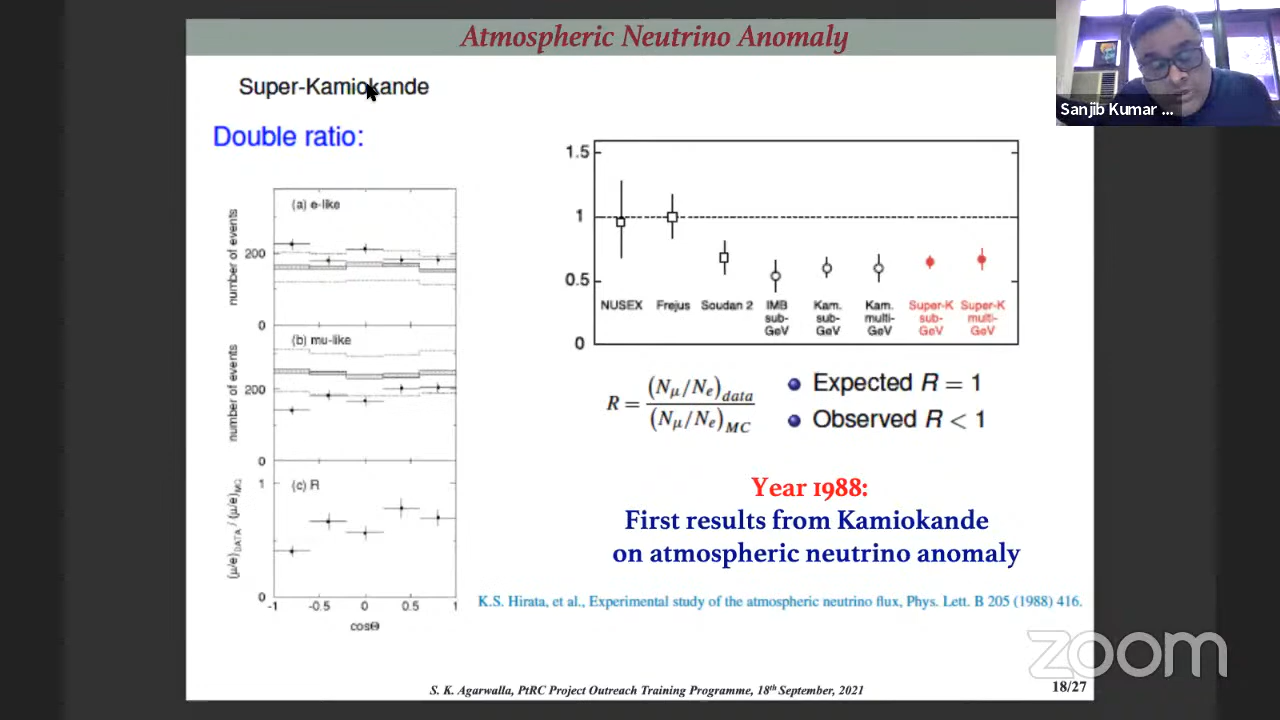 Atmospheric Neutrino Anomaly
Super-Kamiokande
Double ratio:
(a) e-like
number of events
200
0
(b) mu-like
number of events
200
0
(c) R
(μ/e)DATA / (μ/e)MC
1
0
-1 -0.5 0 0.5 1
cosΘ
1.5
1
0.5
0
NUSEX Frejus Soudan 2 IMB sub-GeV Kam. sub-GeV Kam. multi-GeV Super-K sub-GeV Super-K multi-GeV
R = (Nμ/Ne)data / (Nμ/Ne)MC
Expected R = 1
Observed R < 1
Year 1988:
First results from Kamiokande
on atmospheric neutrino anomaly
K.S. Hirata, et al., Experimental study of the atmospheric neutrino flux, Phys. Lett. B 205 (1988) 416.
S. K. Agarwalla, PtRC Project Outreach Training Programme, 18th September, 2021
18/27
Sanjib Kumar ...
zoom